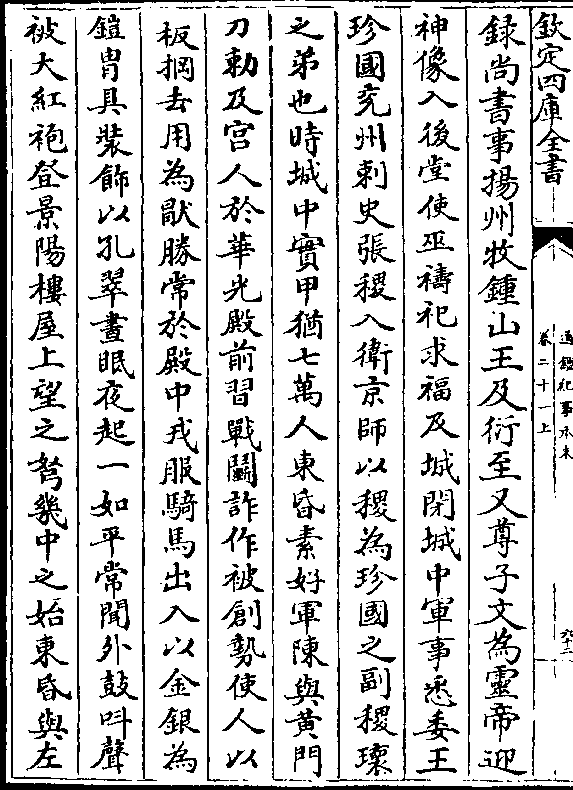 欽定四庫全書
通鑑紀事本末
卷二十一上
六十二
録尚書事揚州牧鍾山王及衍至又尊子文為靈帝迎
神像入後堂使巫禱祀求福及城閉城中軍事悉委王
珍國兖州刺史張稷入衛京師以稷為珍國之副稷瓌
之弟也時城中實甲猶七萬人東昏素好軍陳與黄門
刀勅及宫人於華光殿前習戰鬭詐作被創勢使人以
板掆去用為厭勝常於殿中戎服騎馬出入以金銀為
鎧胄具裝飾以孔翠晝眠夜起一如平常聞外鼓呌聲
被大紅袍登景陽樓屋上望之弩幾中之始東昏與左